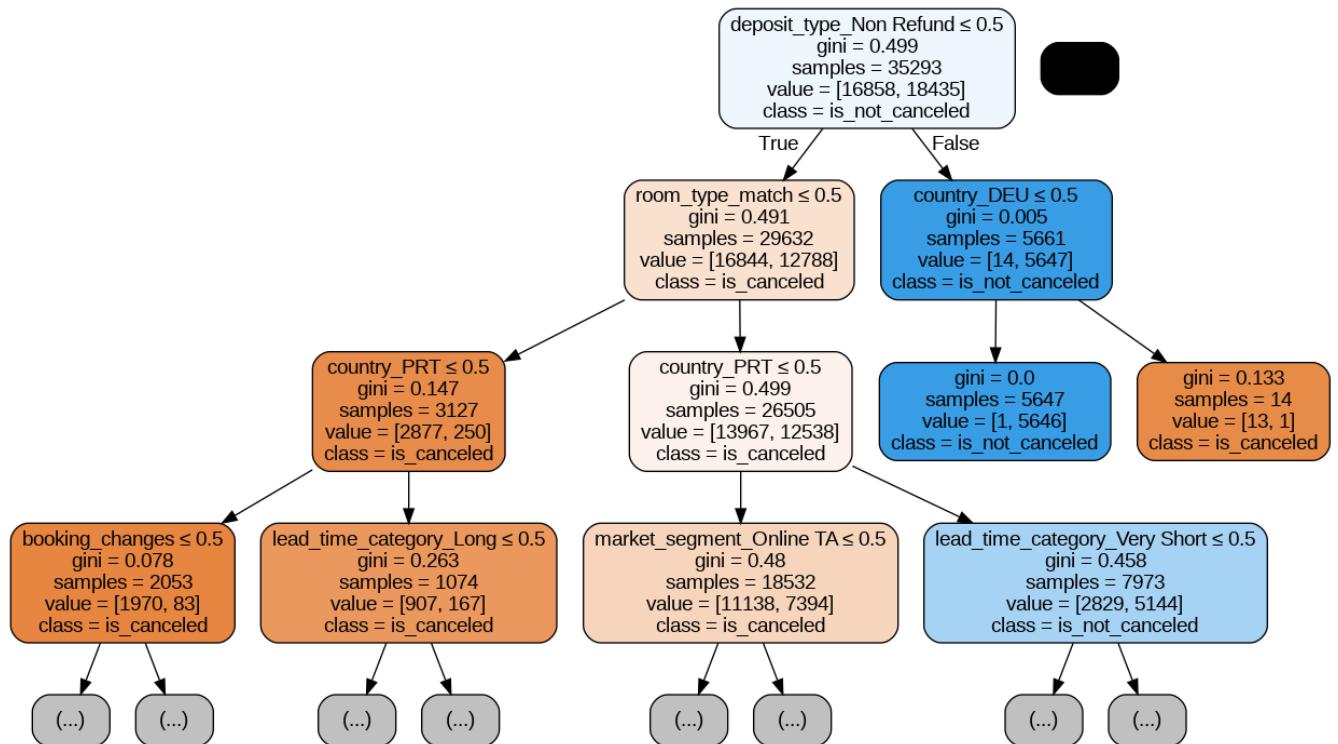 deposit_type_Non Refund ≤ 0.5
gini = 0.499
samples = 35293
value = [16858, 18435]
class = is_not_canceled
True
False
room_type_match ≤ 0.5
gini = 0.491
samples = 29632
value = [16844, 12788]
class = is_canceled
country_DEU ≤ 0.5
gini = 0.005
samples = 5661
value = [14, 5647]
class = is_not_canceled
country_PRT ≤ 0.5
gini = 0.147
samples = 3127
value = [2877, 250]
class = is_canceled
country_PRT ≤ 0.5
gini = 0.499
samples = 26505
value = [13967, 12538]
class = is_canceled
gini = 0.0
samples = 5647
value = [1, 5646]
class = is_not_canceled
gini = 0.133
samples = 14
value = [13, 1]
class = is_canceled
booking_changes ≤ 0.5
gini = 0.078
samples = 2053
value = [1970, 83]
class = is_canceled
lead_time_category_Long ≤ 0.5
gini = 0.263
samples = 1074
value = [907, 167]
class = is_canceled
market_segment_Online TA ≤ 0.5
gini = 0.48
samples = 18532
value = [11138, 7394]
class = is_canceled
lead_time_category_Very Short ≤ 0.5
gini = 0.458
samples = 7973
value = [2829, 5144]
class = is_not_canceled
(...)
(...)
(...)
(...)
(...)
(...)
(...)
(...)